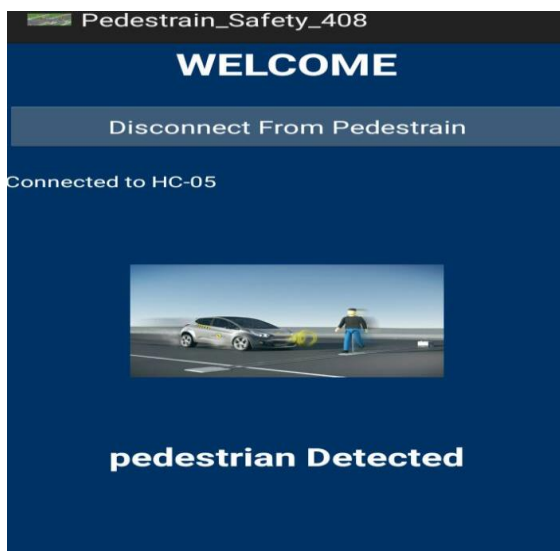 Pedestrain_Safety_408
WELCOME
Disconnect From Pedestrain
Connected to HC-05
pedestrian Detected